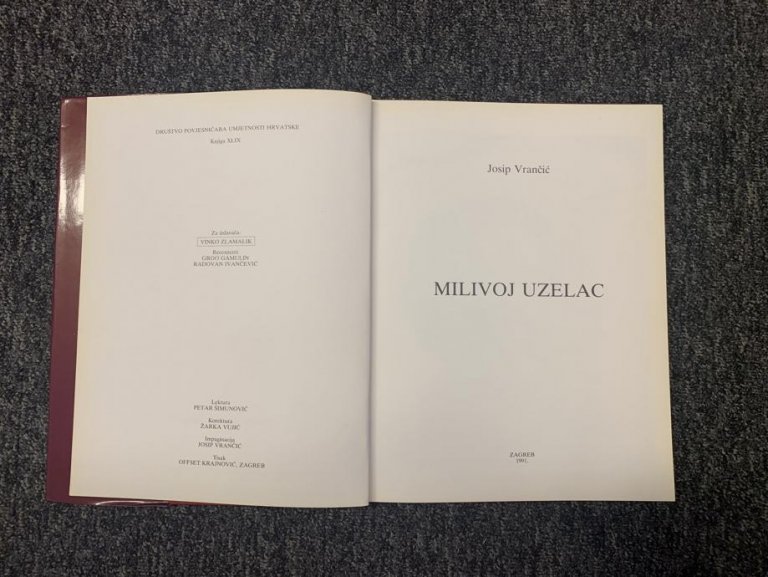 DRUŠTVO POVJESNIČARA UMJETNOSTI HRVATSKE
Knjiga XLIX
Za izdavača
VINKO ZLAMALIK
Recenzenti
GRGO GAMULIN
RADOVAN IVANČEVIĆ
Lektura
PETAR ŠIMUNOVIĆ
Korektura
ŽARKA VUJIĆ
Impaginacija
JOSIP VRANČIĆ
Tisak
OFFSET KRAJNOVIĆ, ZAGREB
Josip Vrančić
MILIVOJ UZELAC
ZAGREB
1991.